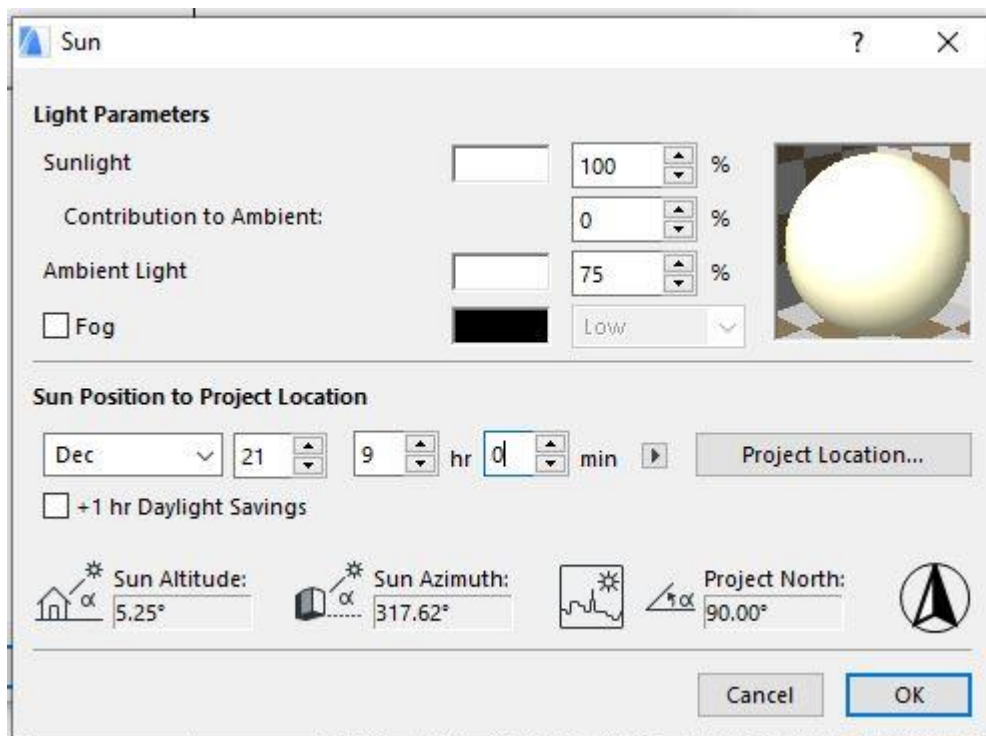 Sun ?
Light Parameters
Sunlight 100 %
Contribution to Ambient: 0 %
Ambient Light 75 %
Fog Low
Sun Position to Project Location
Dec 21 9 hr 0 min Project Location...
+1 hr Daylight Savings
Sun Altitude: Sun Azimuth: Project North:
α 5.25° α 317.62° α 90.00°
Cancel OK